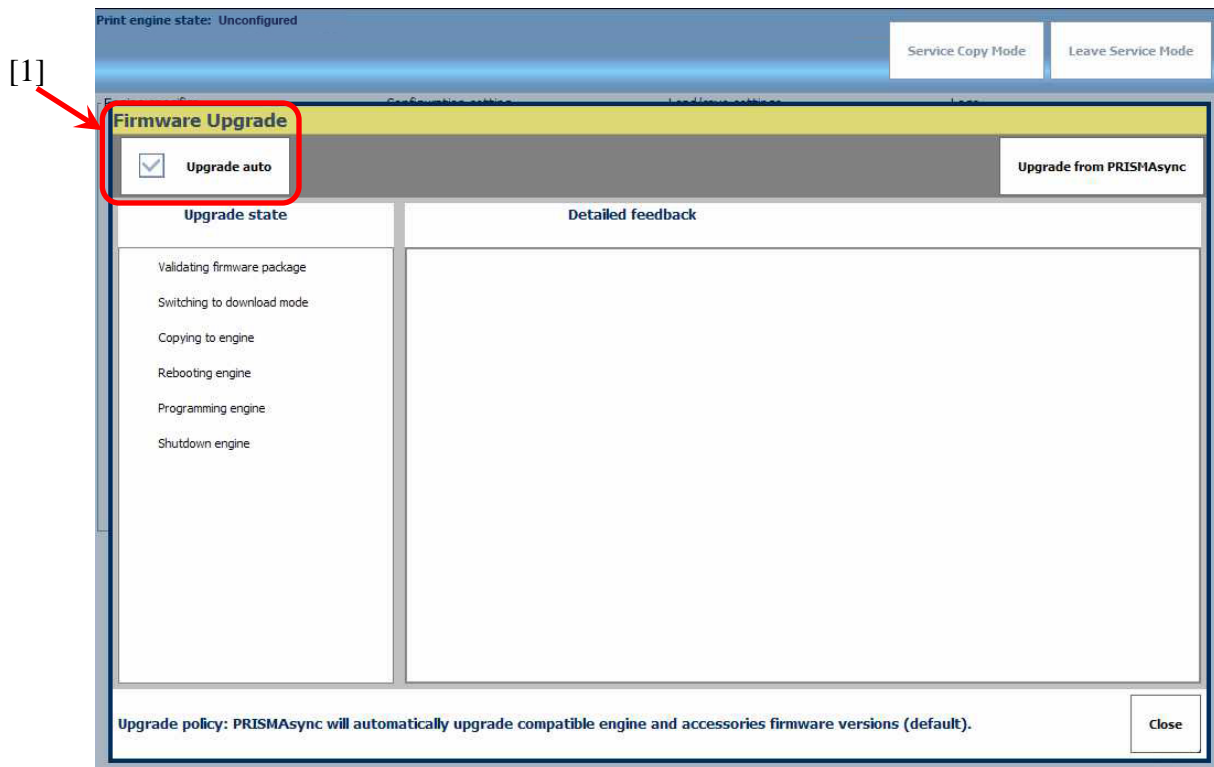 Print engine state: Unconfigured
Service Copy Mode
Leave Service Mode
[1]
Firmware Upgrade
Upgrade auto
Upgrade from PRISMAsync
Upgrade state
Detailed feedback
Validating firmware package
Switching to download mode
Copying to engine
Rebooting engine
Programming engine
Shutdown engine
Upgrade policy: PRISMAsync will automatically upgrade compatible engine and accessories firmware versions (default).
Close